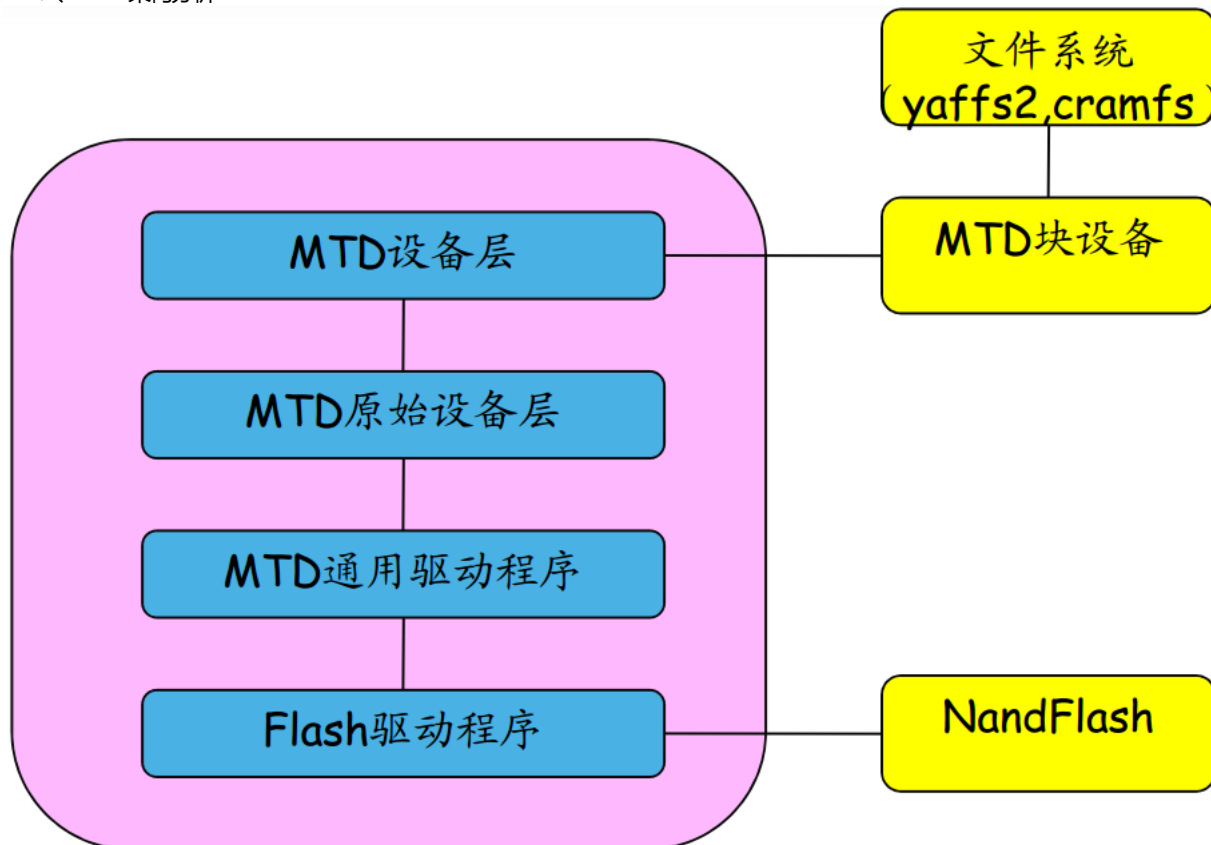 文件系统
(yaffs2,cramfs)
MTD设备层
MTD块设备
MTD原始设备层
MTD通用驱动程序
Flash驱动程序
NandFlash